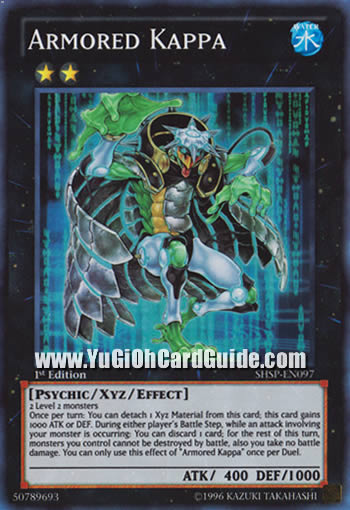 ARMORED KAPPA
WATER
水
www.YuGiOhCardGuide.com
1st Edition
SHSP-EN097
[PSYCHIC/XYZ/EFFECT]
2 Level 2 monsters
Once per turn: You can detach 1 Xyz Material from this card; this card gains
1000 ATK or DEF. During either player's Battle Step, while an attack involving
your monster is occurring: You can discard 1 card; for the rest of this turn,
monsters you control cannot be destroyed by battle, also you take no battle
damage. You can only use this effect of "Armored Kappa" once per Duel.
ATK/ 400 DEF/1000
50789693
©1996 KAZUKI TAKAHASHI